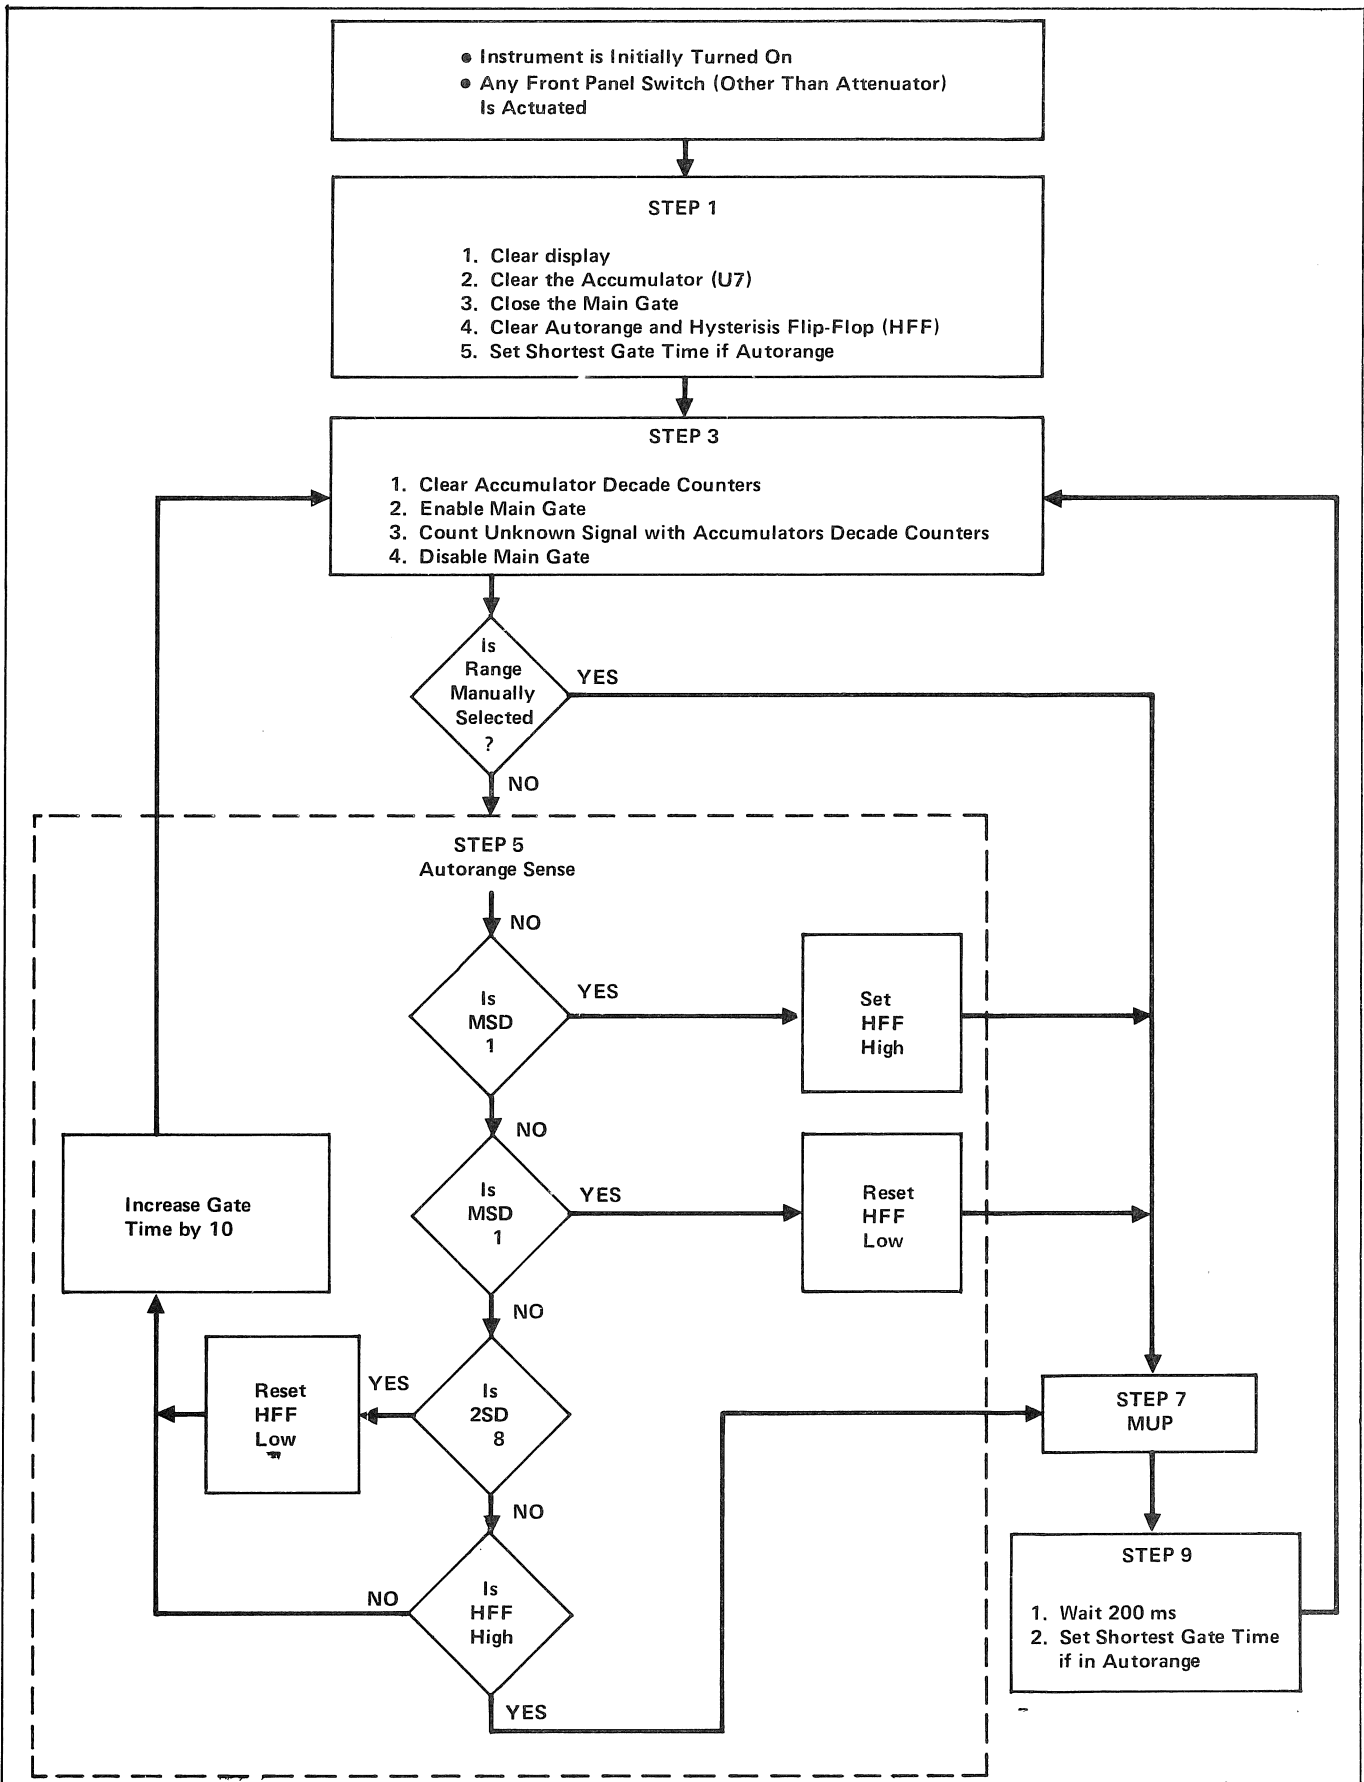 ● Instrument is Initially Turned On
● Any Front Panel Switch (Other Than Attenuator)
Is Actuated
STEP 1
1. Clear display
2. Clear the Accumulator (U7)
3. Close the Main Gate
4. Clear Autorange and Hysterisis Flip-Flop (HFF)
5. Set Shortest Gate Time if Autorange
STEP 3
1. Clear Accumulator Decade Counters
2. Enable Main Gate
3. Count Unknown Signal with Accumulators Decade Counters
4. Disable Main Gate
Is
Range
Manually
Selected
?
YES
NO
STEP 5
Autorange Sense
NO
Is
MSD
1
YES
Set
HFF
High
NO
Is
MSD
1
YES
Reset
HFF
Low
Increase Gate
Time by 10
NO
Is
2SD
8
YES
Reset
HFF
Low
STEP 7
MUP
NO
Is
HFF
High
NO
YES
STEP 9
1. Wait 200 ms
2. Set Shortest Gate Time
if in Autorange